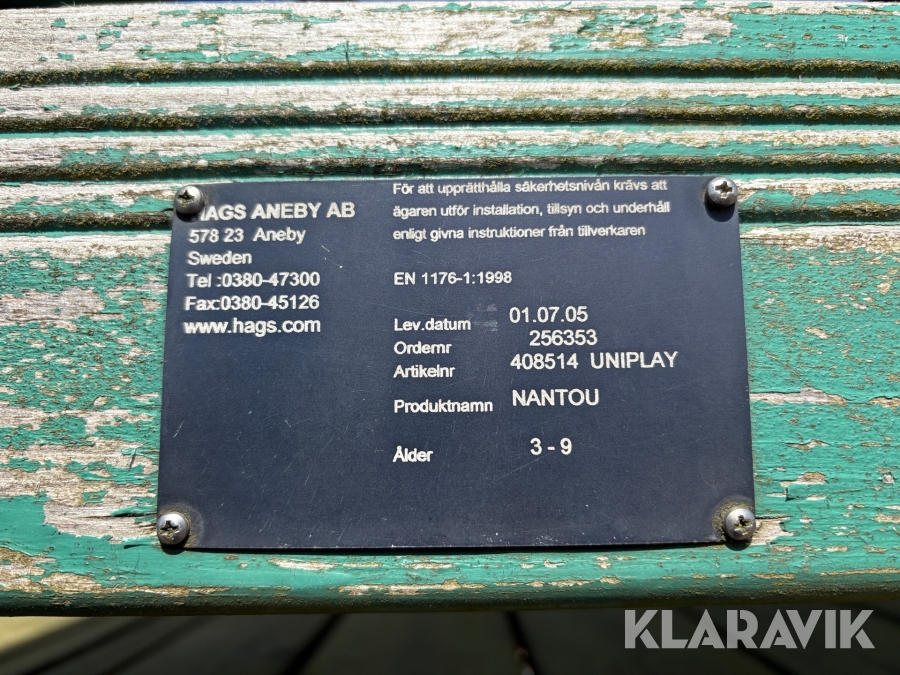 HAGS ANEBY AB
578 23 Aneby
Sweden
Tel :0380-47300
Fax:0380-45126
www.hags.com
För att upprätthålla säkerhetsnivån krävs att
ägaren utför installation, tillsyn och underhåll
enligt givna instruktioner från tillverkaren
EN 1176-1:1998
Lev.datum 01.07.05
Ordernr 256353
Artikelnr 408514 UNIPLAY
Produktnamn NANTOU
Ålder 3 - 9
KLARAVIK